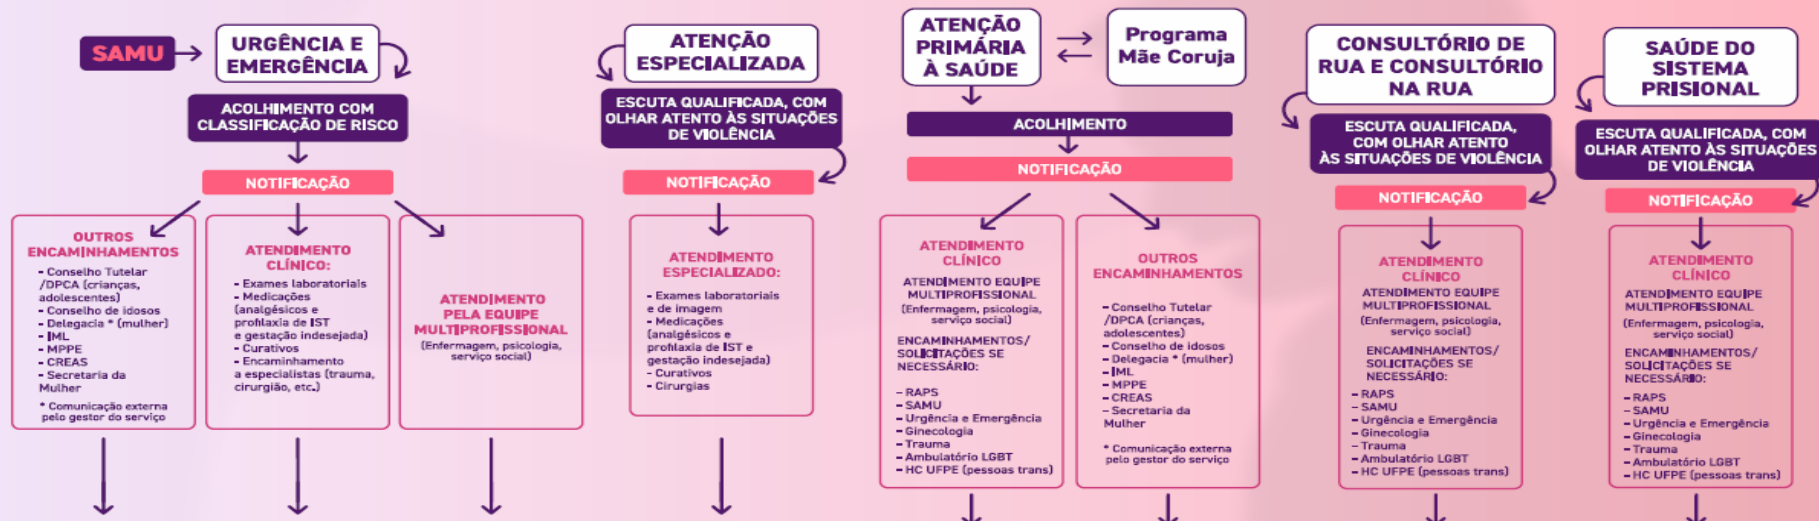 SAMU
URGÊNCIA E
EMERGÊNCIA
ACOLHIMENTO COM
CLASSIFICAÇÃO DE RISCO
NOTIFICAÇÃO
OUTROS
ENCAMINHAMENTOS
- Conselho Tutelar
/DPCA (crianças,
adolescentes)
- Conselho de idosos
- Delegacia * (mulher)
- IML
- MPPE
- CREAS
- Secretaria da
Mulher
* Comunicação externa
pelo gestor do serviço
ATENDIMENTO
CLÍNICO:
- Exames laboratoriais
- Medicações
(analgésicos e
profilaxia de IST
e gestação indesejada)
- Curativos
- Encaminhamento
a especialistas (trauma,
cirurgião, etc.)
ATENDIMENTO
PELA EQUIPE
MULTIPROFISSIONAL
(Enfermagem, psicologia,
serviço social)
ATENÇÃO
ESPECIALIZADA
ESCUTA QUALIFICADA, COM
OLHAR ATENTO ÀS SITUAÇÕES
DE VIOLÊNCIA
NOTIFICAÇÃO
ATENDIMENTO
ESPECIALIZADO:
- Exames laboratoriais
e de imagem
- Medicações
(analgésicos e
profilaxia de IST e
gestação indesejada)
- Curativos
- Cirurgias
ATENÇÃO
PRIMÁRIA
À SAÚDE
Programa
Mãe Coruja
ACOLHIMENTO
NOTIFICAÇÃO
ATENDIMENTO
CLÍNICO
ATENDIMENTO EQUIPE
MULTIPROFISSIONAL
(Enfermagem, psicologia,
serviço social)
ENCAMINHAMENTOS/
SOLICITAÇÕES SE
NECESSÁRIO:
- RAPS
- SAMU
- Urgência e Emergência
- Ginecologia
- Trauma
- Ambulatório LGBT
- HC UFPE (pessoas trans)
OUTROS
ENCAMINHAMENTOS
- Conselho Tutelar
/DPCA (crianças,
adolescentes)
- Conselho de idosos
- Delegacia * (mulher)
- IML
- MPPE
- CREAS
- Secretaria da
Mulher
* Comunicação externa
pelo gestor do serviço
CONSULTÓRIO DE
RUA E CONSULTÓRIO
NA RUA
ESCUTA QUALIFICADA,
COM OLHAR ATENTO
ÀS SITUAÇÕES DE VIOLÊNCIA
NOTIFICAÇÃO
ATENDIMENTO
CLÍNICO
ATENDIMENTO EQUIPE
MULTIPROFISSIONAL
(Enfermagem, psicologia,
serviço social)
ENCAMINHAMENTOS/
SOLICITAÇÕES SE
NECESSÁRIO:
- RAPS
- SAMU
- Urgência e Emergência
- Ginecologia
- Trauma
- Ambulatório LGBT
- HC UFPE (pessoas trans)
SAÚDE DO
SISTEMA
PRISIONAL
ESCUTA QUALIFICADA, COM
OLHAR ATENTO ÀS SITUAÇÕES
DE VIOLÊNCIA
NOTIFICAÇÃO
ATENDIMENTO
CLÍNICO
ATENDIMENTO EQUIPE
MULTIPROFISSIONAL
(Enfermagem, psicologia,
serviço social)
ENCAMINHAMENTOS/
SOLICITAÇÕES SE
NECESSÁRIO:
- RAPS
- SAMU
- Urgência e Emergência
- Ginecologia
- Trauma
- Ambulatório LGBT
- HC UFPE (pessoas trans)